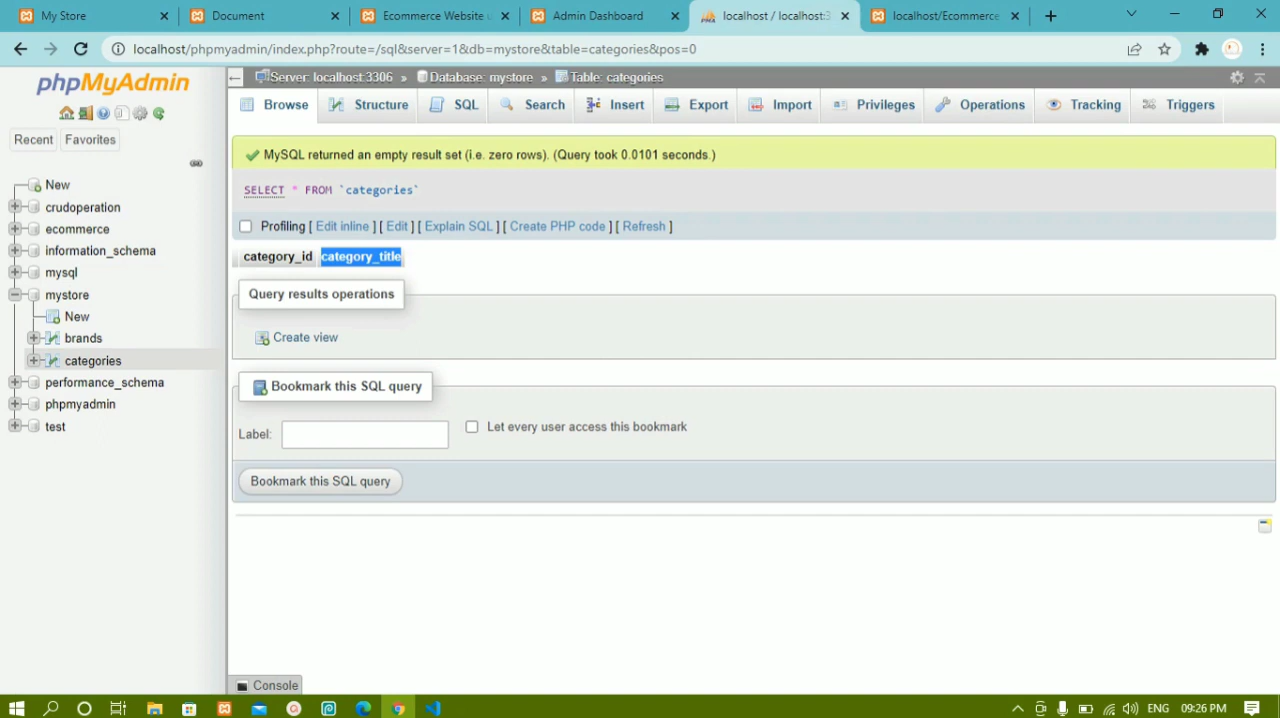 My Store
Document
Ecommerce Website u
Admin Dashboard
localhost / localhost:3
localhost/Ecommerce
localhost/phpmyadmin/index.php?route=/sql&server=1&db=mystore&table=categories&pos=0
phpMyAdmin
Recent
Favorites
New
crudoperation
ecommerce
information_schema
mysql
mystore
New
brands
categories
performance_schema
phpmyadmin
test
Server: localhost:3306 » Database: mystore » Table: categories
Browse
Structure
SQL
Search
Insert
Export
Import
Privileges
Operations
Tracking
Triggers
MySQL returned an empty result set (i.e. zero rows). (Query took 0.0101 seconds.)
SELECT * FROM `categories`
Profiling [ Edit inline ] [ Edit ] [ Explain SQL ] [ Create PHP code ] [ Refresh ]
category_id category_title
Query results operations
Create view
Bookmark this SQL query
Label:
Let every user access this bookmark
Bookmark this SQL query
Console
ENG 09:26 PM